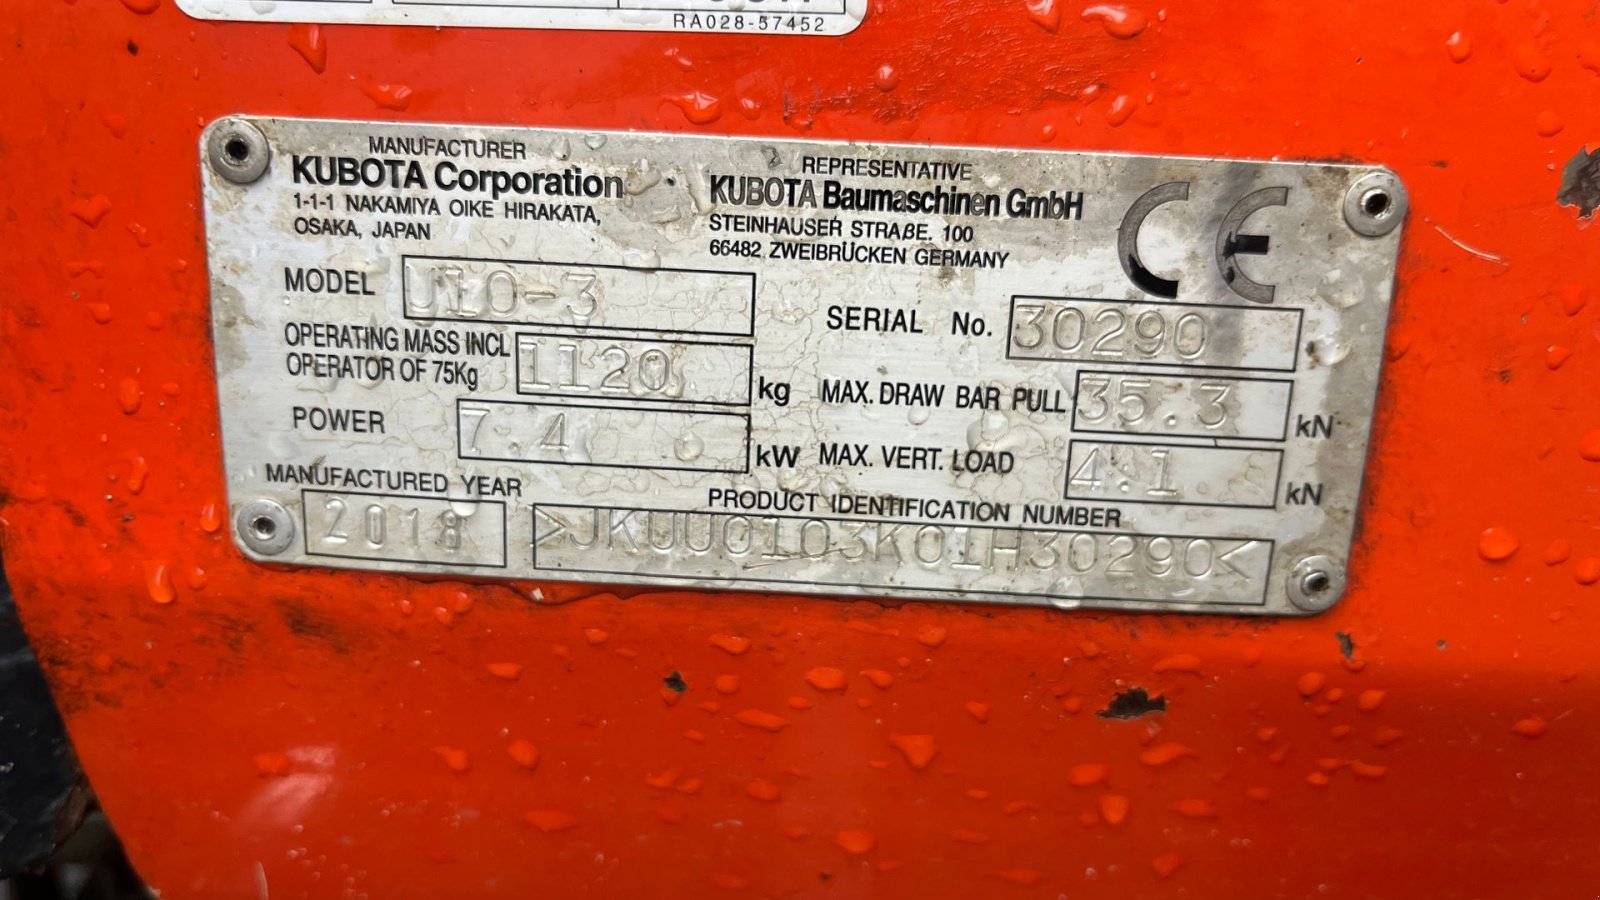 RA028-57452
MANUFACTURER
KUBOTA Corporation
1-1-1 NAKAMIYA OIKE HIRAKATA,
OSAKA, JAPAN
REPRESENTATIVE
KUBOTA Baumaschinen GmbH
STEINHAUSER STRAßE. 100
66482 ZWEIBRÜCKEN GERMANY
CE
MODEL U10-3
SERIAL No. 30290
OPERATING MASS INCL
OPERATOR OF 75Kg 1120 kg
MAX. DRAW BAR PULL 35.3 kN
POWER 7.4 kW
MAX. VERT. LOAD 4.1 kN
MANUFACTURED YEAR
2018
PRODUCT IDENTIFICATION NUMBER
>JKUU0103K01H30290<